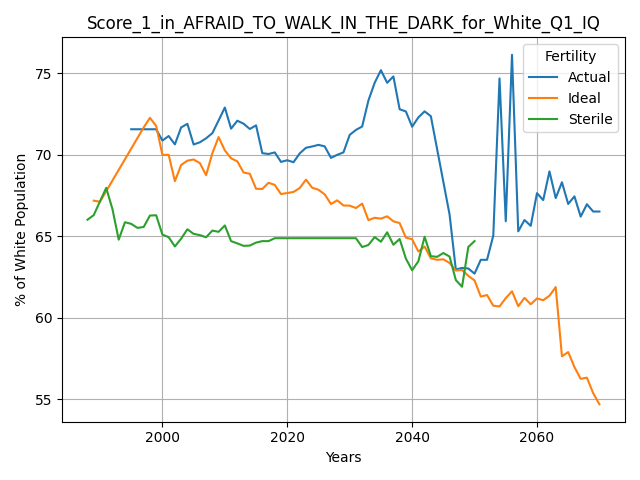 Score_1_in_AFRAID_TO_WALK_IN_THE_DARK_for_White_Q1_IQ
Fertility
Actual
Ideal
Sterile
% of White Population
75
70
65
60
55
2000
2020
2040
2060
Years